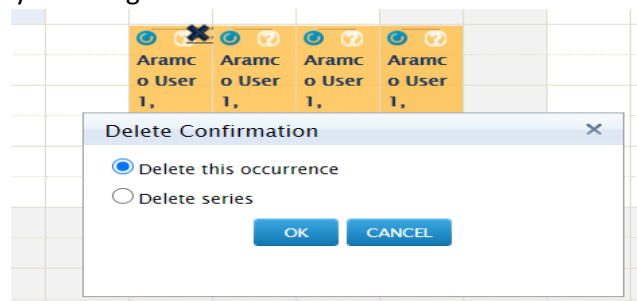 Aramc Aramc Aramc Aramc
o User o User o User o User
1, 1, 1, 1,
Delete Confirmation
Delete this occurrence
Delete series
OK CANCEL